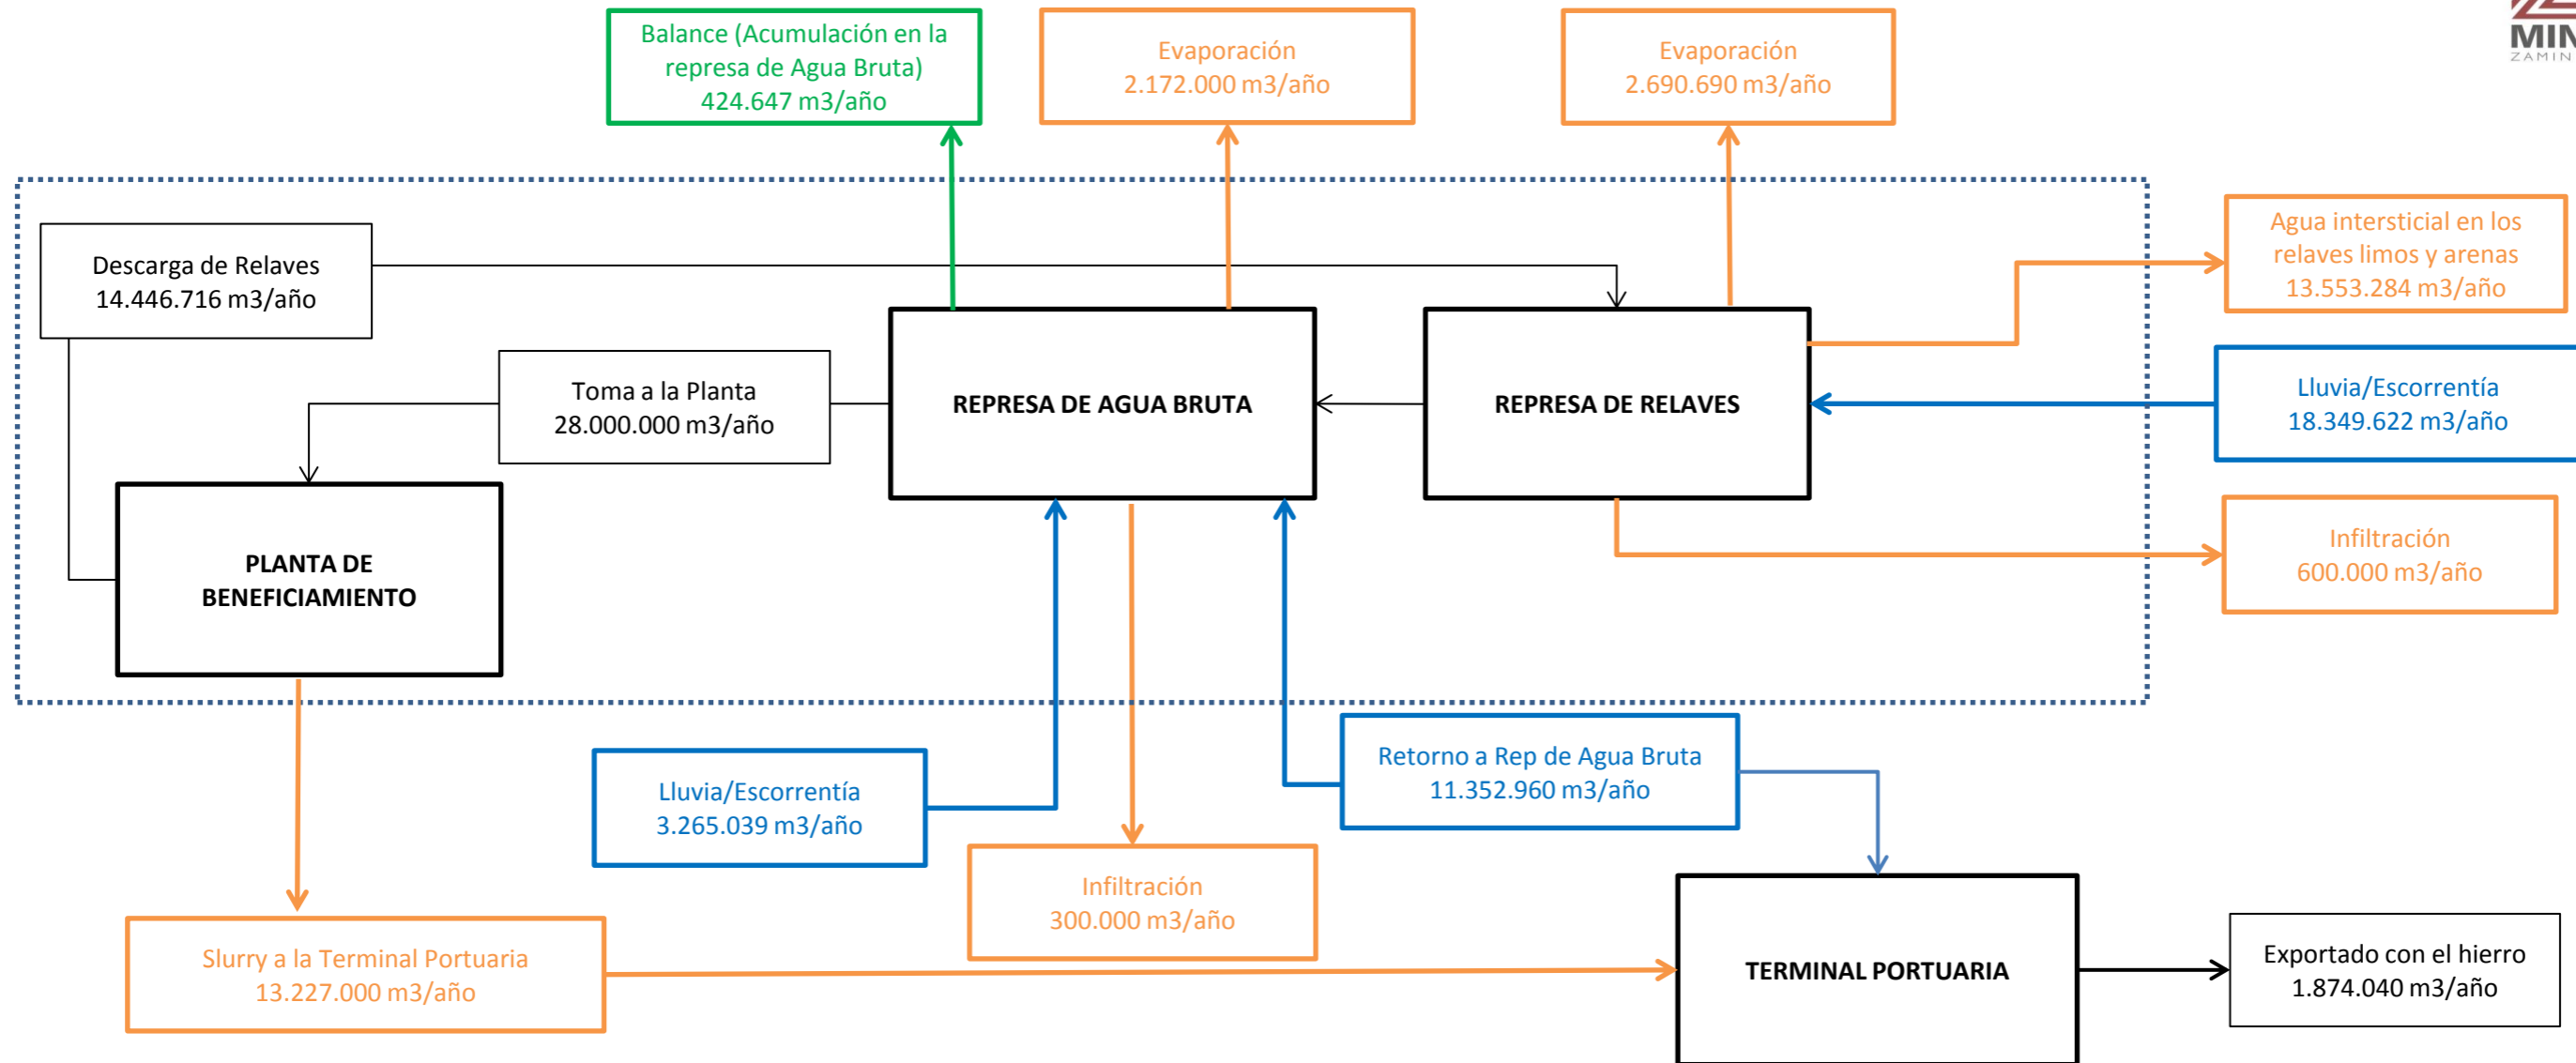 Balance (Acumulación en la
represa de Agua Bruta)
424.647 m3/año
Evaporación
2.172.000 m3/año
Evaporación
2.690.690 m3/año
MIN
ZAMIN
Descarga de Relaves
14.446.716 m3/año
Agua intersticial en los
relaves limos y arenas
13.553.284 m3/año
Toma a la Planta
28.000.000 m3/año
REPRESA DE AGUA BRUTA
REPRESA DE RELAVES
Lluvia/Escorrentía
18.349.622 m3/año
PLANTA DE
BENEFICIAMIENTO
Infiltración
600.000 m3/año
Lluvia/Escorrentía
3.265.039 m3/año
Retorno a Rep de Agua Bruta
11.352.960 m3/año
Infiltración
300.000 m3/año
Slurry a la Terminal Portuaria
13.227.000 m3/año
TERMINAL PORTUARIA
Exportado con el hierro
1.874.040 m3/año